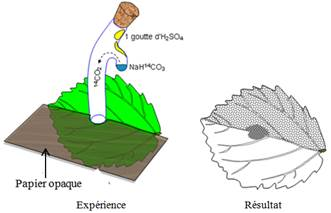 1 goutte d'H₂SO₄
NaH¹⁴CO₃
¹⁴CO₂
Papier opaque
Expérience
Résultat